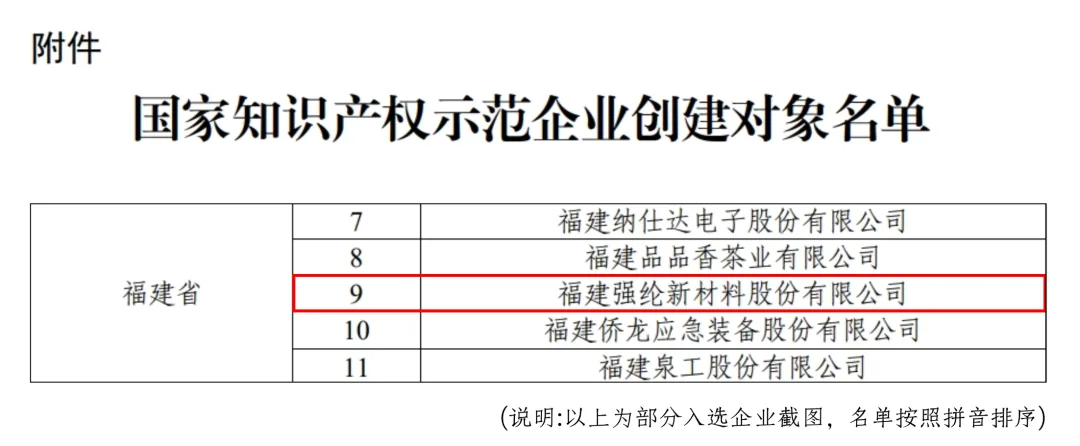 附件
国家知识产权示范企业创建对象名单
7 福建纳仕达电子股份有限公司
8 福建品品香茶业有限公司
福建省 9 福建强纶新材料股份有限公司
10 福建侨龙应急装备股份有限公司
11 福建泉工股份有限公司
(说明:以上为部分入选企业截图，名单按照拼音排序)